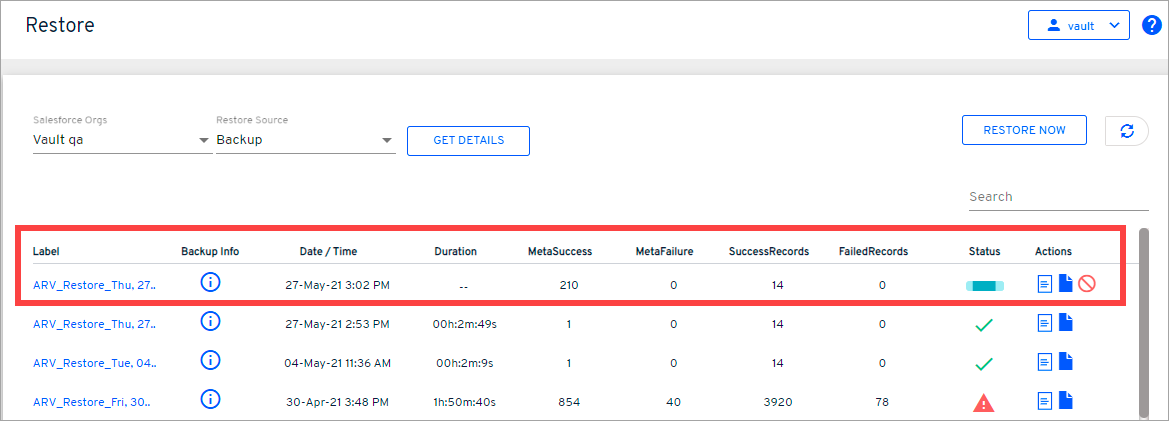 Restore
vault
?
Salesforce Orgs Restore Source
Vault qa Backup GET DETAILS RESTORE NOW
Search
Label Backup Info Date / Time Duration MetaSuccess MetaFailure SuccessRecords FailedRecords Status Actions
ARV_Restore_Thu, 27.. 27-May-21 3:02 PM -- 210 0 14 0
ARV_Restore_Thu, 27.. 27-May-21 2:53 PM 00h:2m:49s 1 0 14 0
ARV_Restore_Tue, 04.. 04-May-21 11:36 AM 00h:2m:9s 1 0 14 0
ARV_Restore_Fri, 30.. 30-Apr-21 3:48 PM 1h:50m:40s 854 40 3920 78